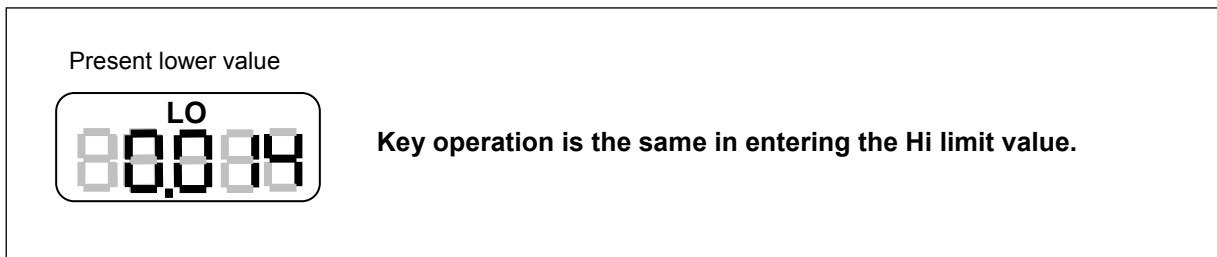 Present lower value
LO
0.014
Key operation is the same in entering the Hi limit value.